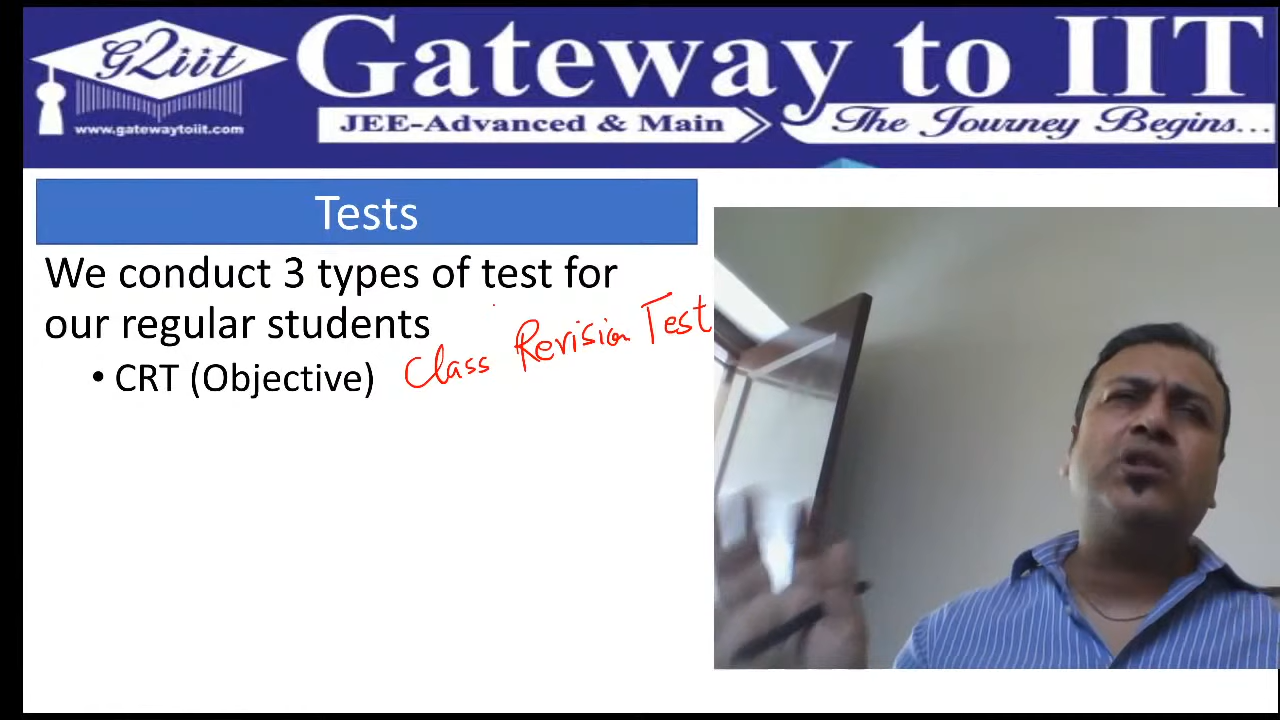 G2iit
www.gatewaytoiit.com
Gateway to IIT
JEE-Advanced & Main
The Journey Begins...
Tests
We conduct 3 types of test for
our regular students
• CRT (Objective) Class Revision Test